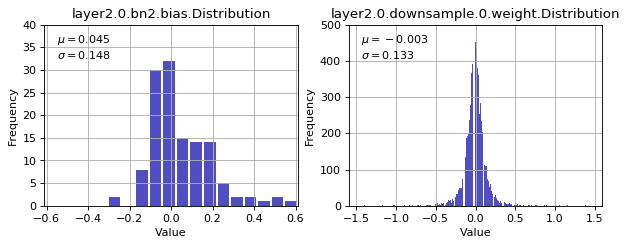 layer2.0.bn2.bias.Distribution
μ = 0.045
σ = 0.148
Frequency
40
35
30
25
20
15
10
5
0
−0.6 −0.4 −0.2 0.0 0.2 0.4 0.6
Value
layer2.0.downsample.0.weight.Distribution
μ = −0.003
σ = 0.133
Frequency
500
400
300
200
100
0
−1.5 −1.0 −0.5 0.0 0.5 1.0 1.5
Value